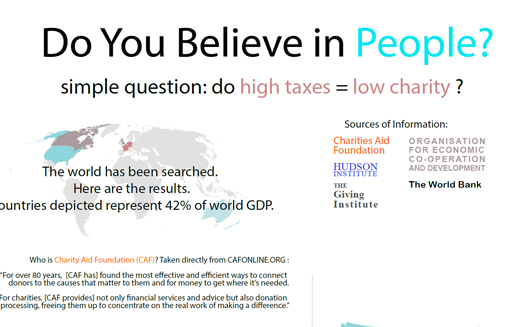 Do You Believe in People?
simple question: do high taxes = low charity ?
Sources of Information:
Charities Aid
Foundation
ORGANISATION
FOR ECONOMIC
CO-OPERATION
AND DEVELOPMENT
HUDSON
INSTITUTE
The World Bank
THE
Giving
Institute
The world has been searched.
Here are the results.
ountries depicted represent 42% of world GDP.
Who is Charity Aid Foundation (CAF)? Taken directly from CAFONLINE.ORG :
"For over 80 years, [CAF has] found the most effective and efficient ways to connect
donors to the causes that matter to them and for money to get where it's needed.
For charities, [CAF provides] not only financial services and advice but also donation
processing, freeing them up to concentrate on the real work of making a difference."